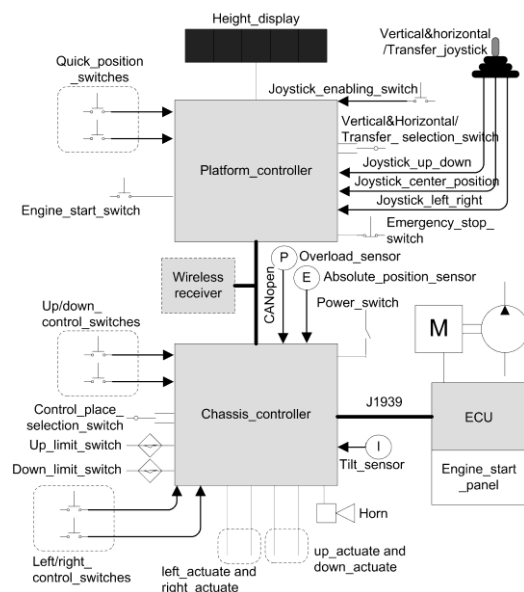 Height_display
Vertical&horizontal
/Transfer_joystick
Quick_position
_switches
Joystick_enabling_switch
Vertical&Horizontal/
Transfer_ selection_switch
Platform_controller
Joystick_up_down
Joystick_center_position
Joystick_left_right
Engine_start_switch
Emergency_stop_
switch
P
Overload_sensor
Wireless
receiver
CANopen
E
Absolute_position_sensor
Up/down_
control_switches
Power_switch
M
J1939
Control_place_
selection_switch
Chassis_controller
ECU
Up_limit_switch
Down_limit_switch
I
Tilt_sensor
Engine_start
_panel
Horn
Left/right_
control_switches
left_actuate and
right_actuate
up_actuate and
down_actuate